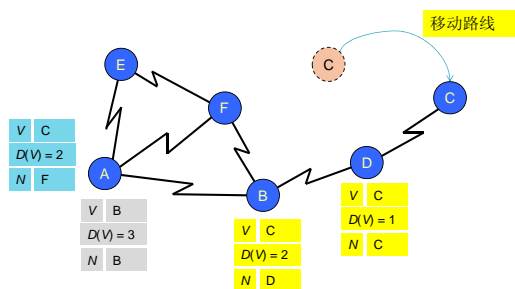 移动路线
C
E
C
F
V C
D(V) = 2
N F
A
D
B
V B
D(V) = 3
N B
V C
D(V) = 1
N C
V C
D(V) = 2
N D